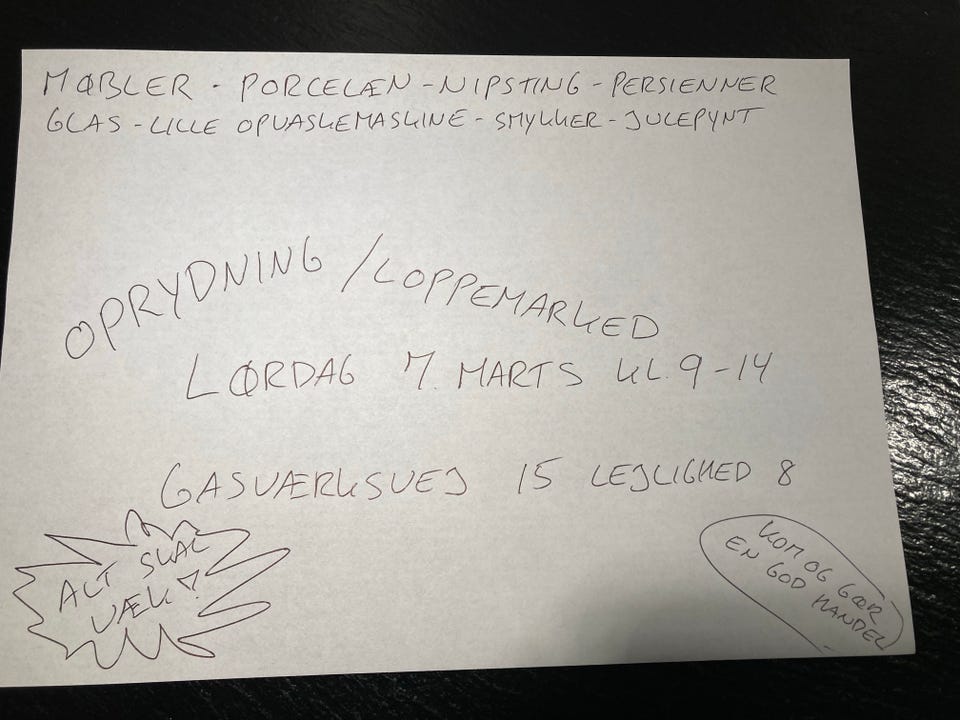 MØBLER - PORCELÆN - NIPSTING - PERSIENNER
GLAS - LILLE OPVASKEMASKINE - SMYKKER - JULEPYNT
OPRYDNING / LOPPEMARKED
LØRDAG 7. MARTS KL. 9-14
GASVÆRKSVEJ 15 LEJLIGHED 8
ALT SKAL
VÆK!
KOM OG GØR
EN GOD HANDEL